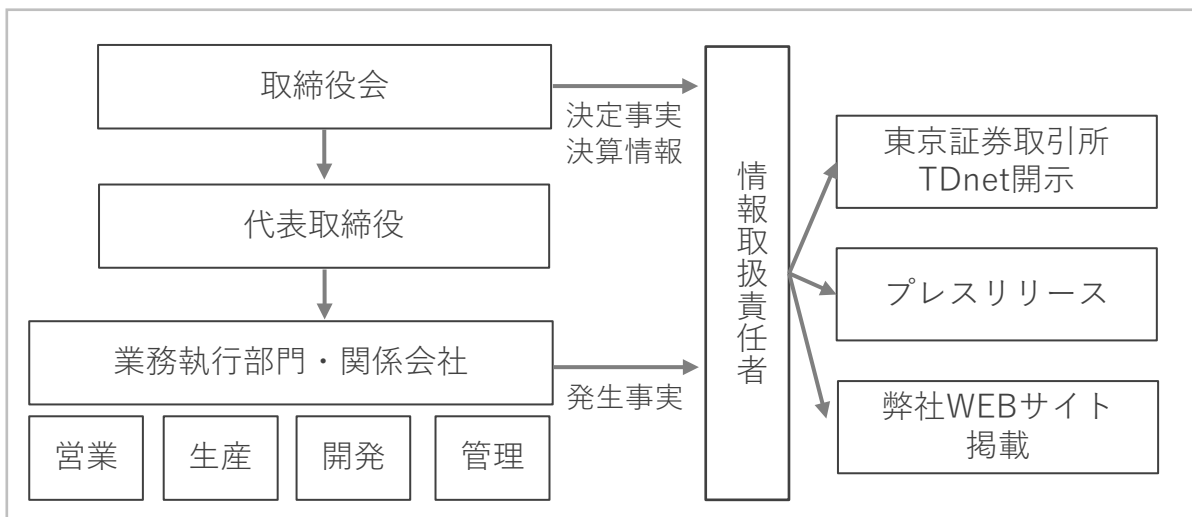 取締役会
決定事実
決算情報
代表取締役
業務執行部門・関係会社
発生事実
営業
生産
開発
管理
情報取扱責任者
東京証券取引所
TDnet開示
プレスリリース
弊社WEBサイト
掲載